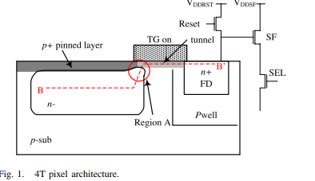 VDDRST
VDDSF
Reset
TG on
tunnel
SF
p+ pinned layer
B'
n+
FD
SEL
B
n-
Pwell
Region A
p-sub
Fig. 1. 4T pixel architecture.